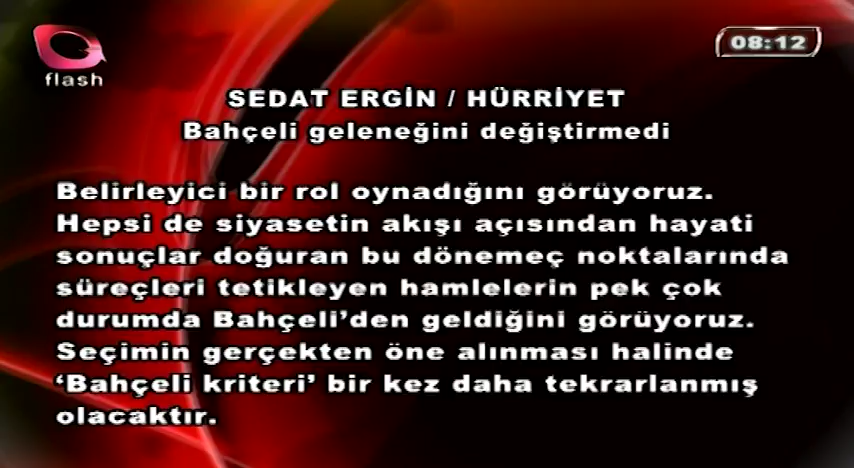 flash
08:12
SEDAT ERGİN / HÜRRİYET
Bahçeli geleneğini değiştirmedi
Belirleyici bir rol oynadığını görüyoruz.
Hepsi de siyasetin akışı açısından hayati
sonuçlar doğuran bu dönemeç noktalarında
süreçleri tetikleyen hamlelerin pek çok
durumda Bahçeli’den geldiğini görüyoruz.
Seçimin gerçekten öne alınması halinde
‘Bahçeli kriteri’ bir kez daha tekrarlanmış
olacaktır.